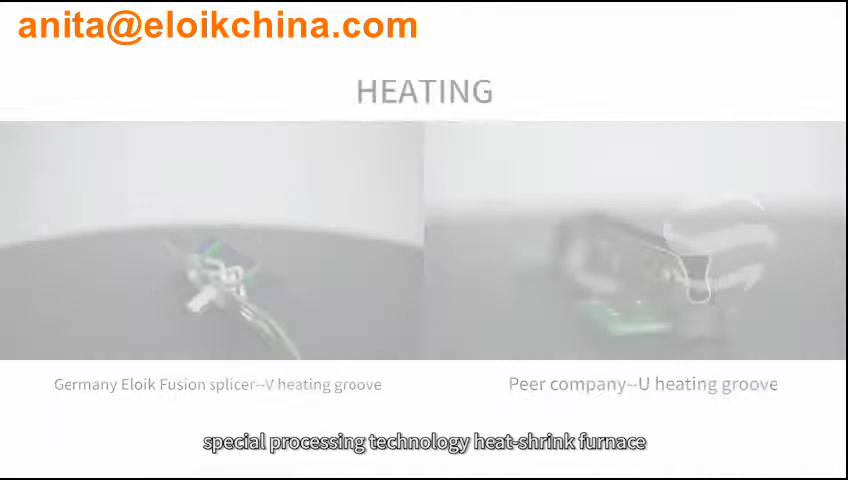 anita@eloikchina.com
HEATING
Germany Eloik Fusion splicer--V heating groove
Peer company--U heating groove
special processing technology heat-shrink furnace